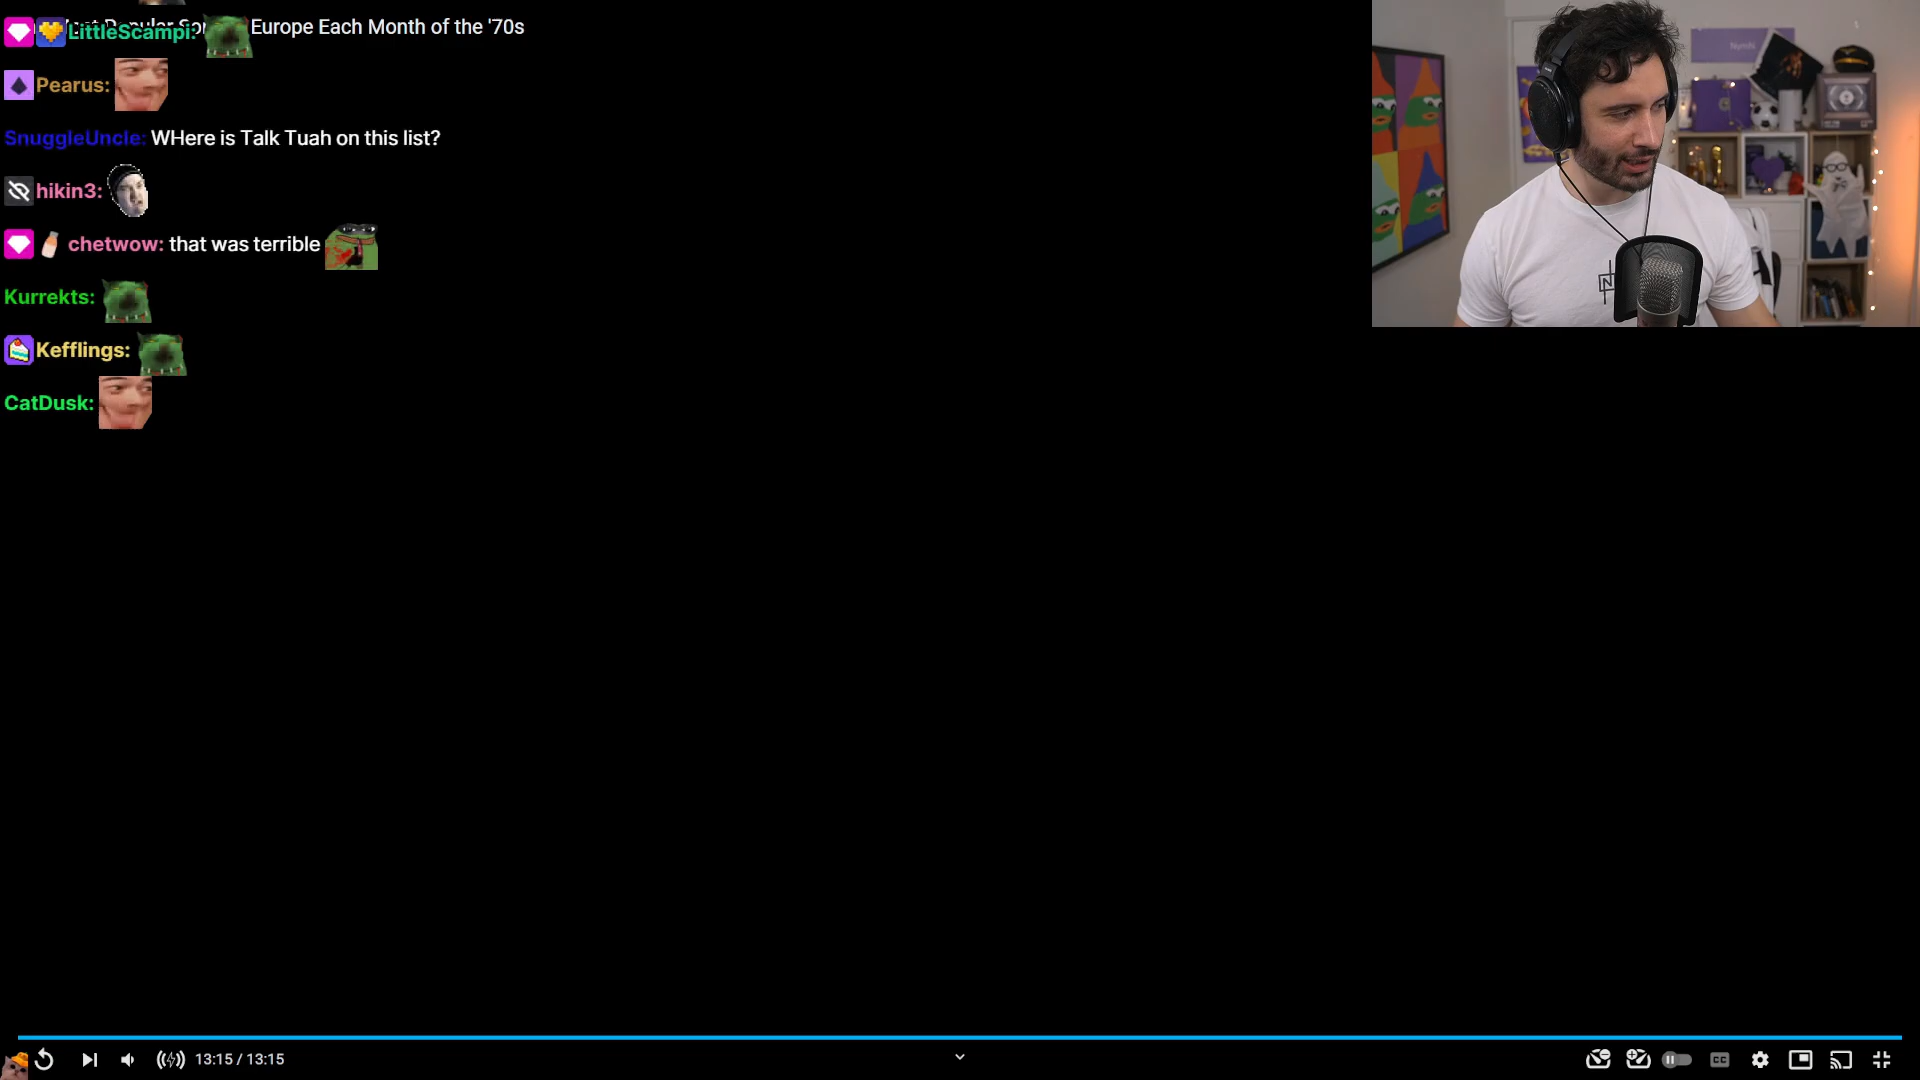 Europe Each Month of the '70s
LittleScampi:
Pearus:
SnuggleUncle: WHere is Talk Tuah on this list?
hikin3:
chetwow: that was terrible
Kurrekts:
Kefflings:
CatDusk:
13:15 / 13:15
CC